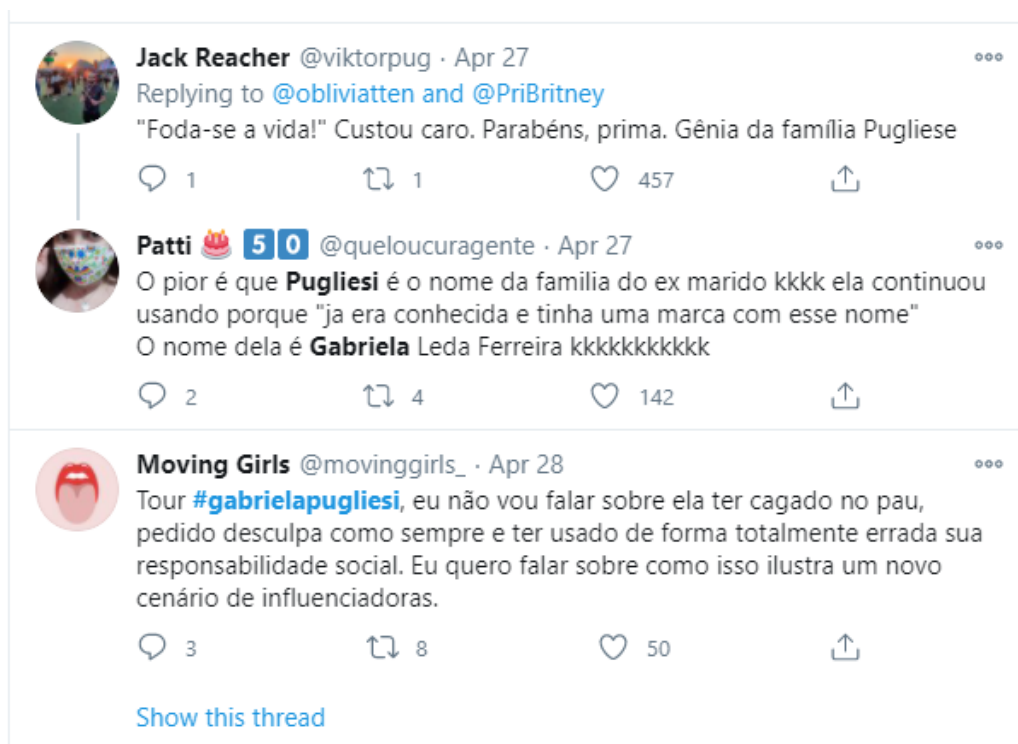 Jack Reacher @viktorpug · Apr 27
Replying to @obliviatten and @PriBritney
"Foda-se a vida!" Custou caro. Parabéns, prima. Gênia da família Pugliese
1 1 457
Patti 🎂 5 0 @queloucuragente · Apr 27
O pior é que Pugliesi é o nome da familia do ex marido kkkk ela continuou
usando porque "ja era conhecida e tinha uma marca com esse nome"
O nome dela é Gabriela Leda Ferreira kkkkkkkkkkk
2 4 142
Moving Girls @movinggirls_ · Apr 28
Tour #gabrielapugliesi, eu não vou falar sobre ela ter cagado no pau,
pedido desculpa como sempre e ter usado de forma totalmente errada sua
responsabilidade social. Eu quero falar sobre como isso ilustra um novo
cenário de influenciadoras.
3 8 50
Show this thread